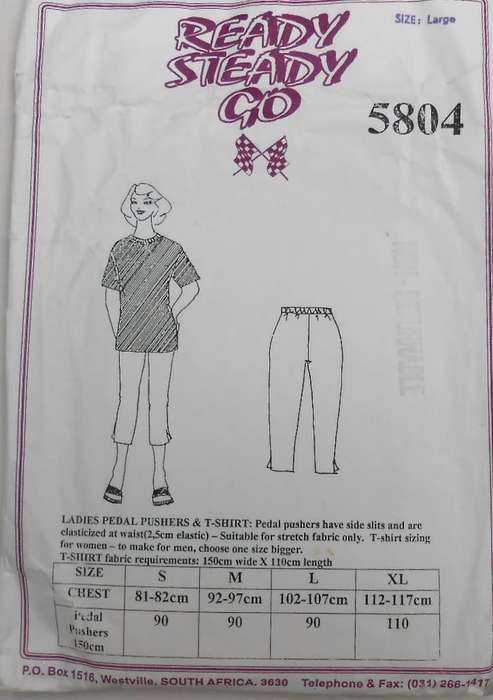 SIZE: Large
READY
STEADY
GO
5804
LADIES PEDAL PUSHERS & T-SHIRT: Pedal pushers have side slits and are
elasticized at waist(2,5cm elastic) – Suitable for stretch fabric only. T-shirt sizing
for women – to make for men, choose one size bigger.
T-SHIRT fabric requirements: 150cm wide X 110cm length
SIZE S M L XL
CHEST 81-82cm 92-97cm 102-107cm 112-117cm
Pedal
Pushers 90 90 90 110
150cm
P.O. Box 1516, Westville, SOUTH AFRICA, 3630 Telephone & Fax: (031) 266-1417